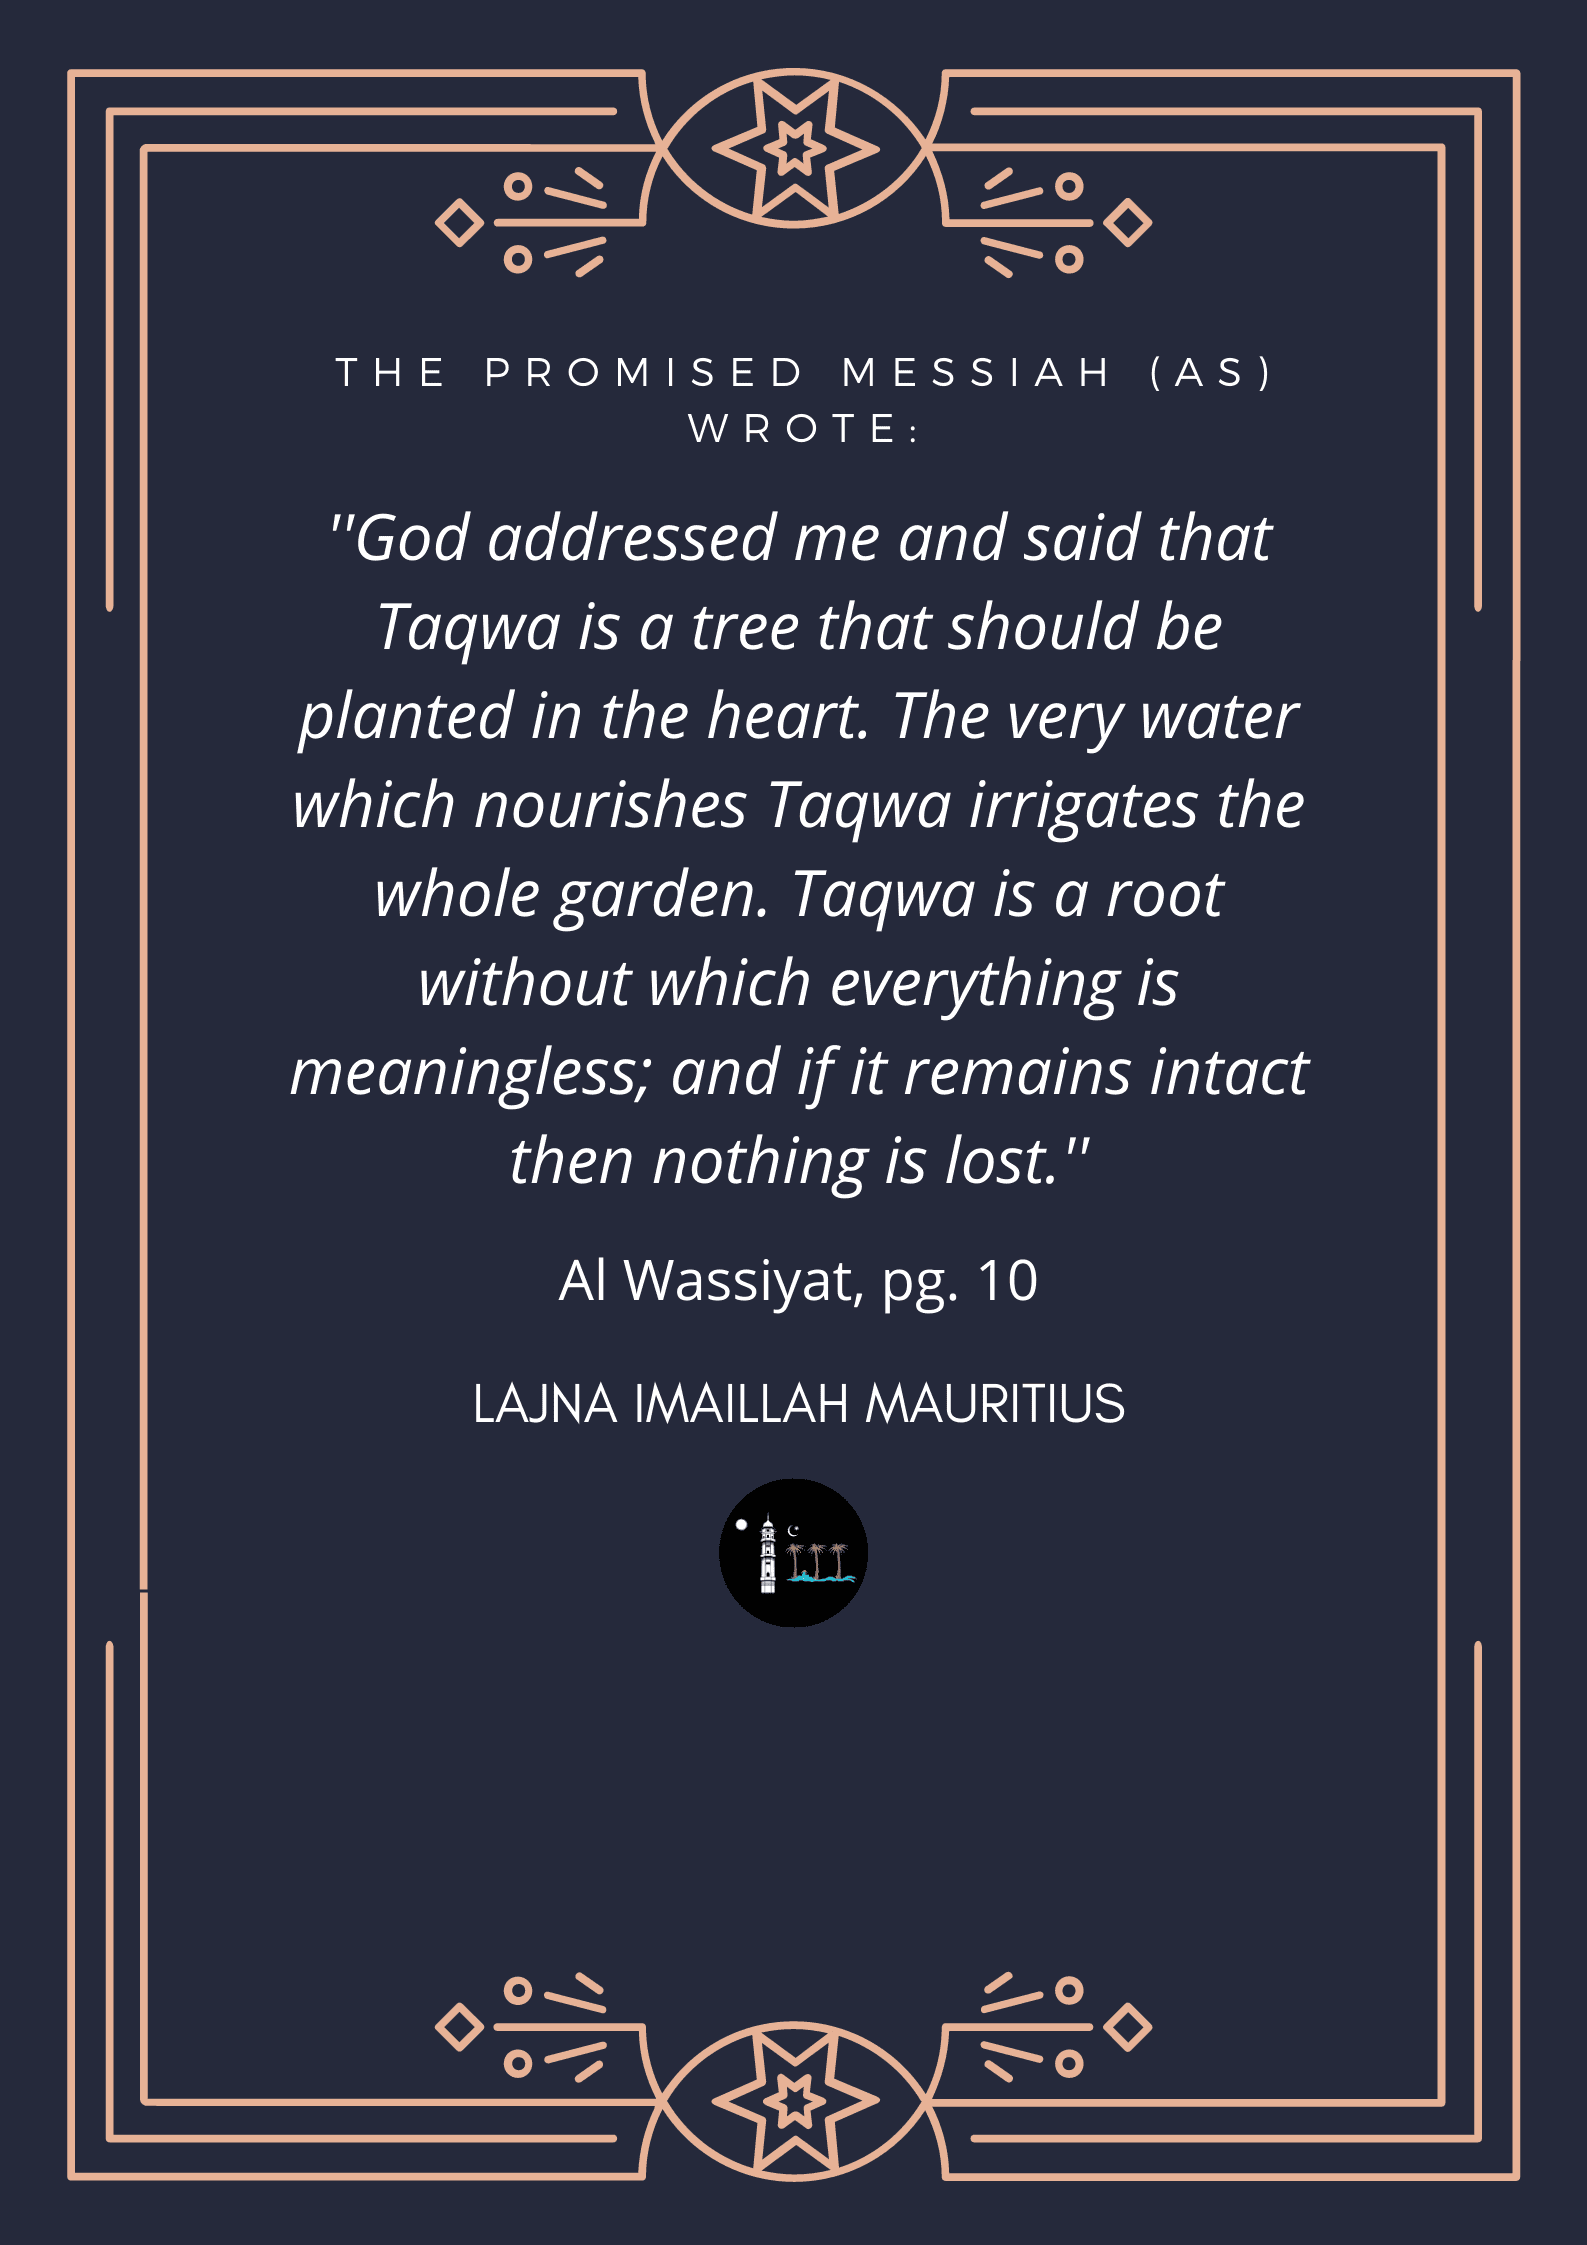 THE PROMISED MESSIAH (AS)
WROTE:
"God addressed me and said that
Taqwa is a tree that should be
planted in the heart. The very water
which nourishes Taqwa irrigates the
whole garden. Taqwa is a root
without which everything is
meaningless; and if it remains intact
then nothing is lost."
Al Wassiyat, pg. 10
LAJNA IMAILLAH MAURITIUS